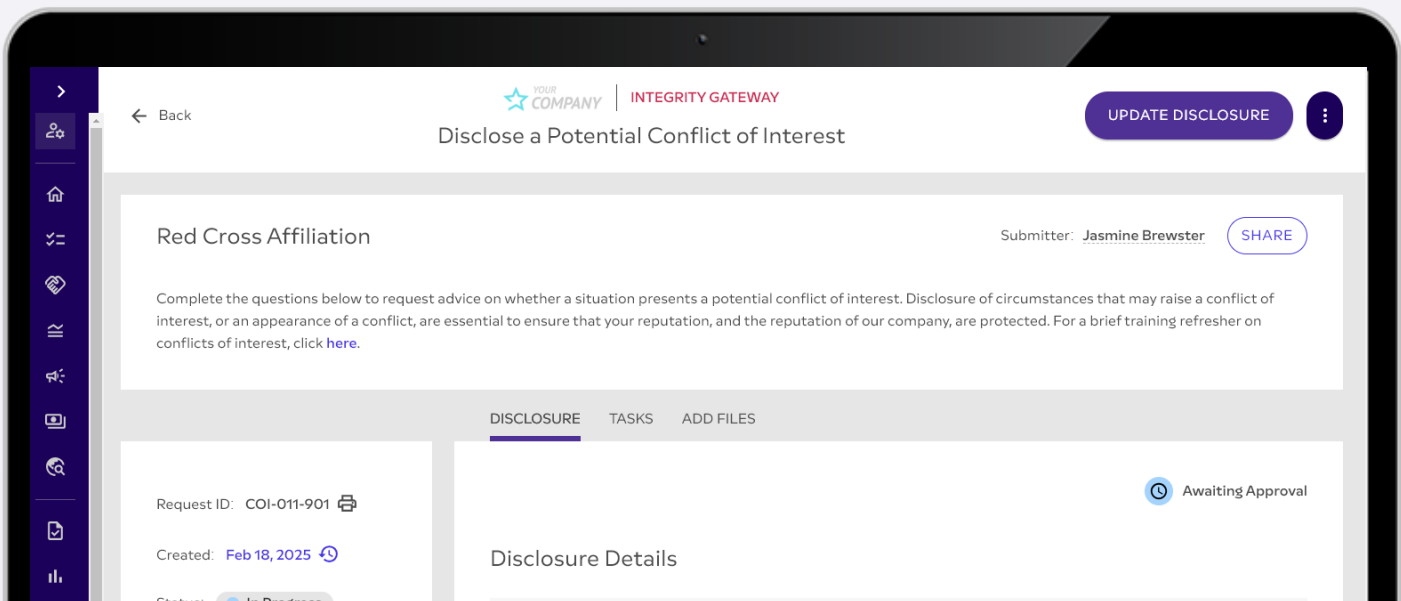 Back
YOUR
COMPANY
INTEGRITY GATEWAY
Disclose a Potential Conflict of Interest
UPDATE DISCLOSURE
Red Cross Affiliation
Submitter: Jasmine Brewster
SHARE
Complete the questions below to request advice on whether a situation presents a potential conflict of interest. Disclosure of circumstances that may raise a conflict of
interest, or an appearance of a conflict, are essential to ensure that your reputation, and the reputation of our company, are protected. For a brief training refresher on
conflicts of interest, click here.
DISCLOSURE TASKS ADD FILES
Request ID: COI-011-901
Created: Feb 18, 2025
Status: In Progress
Awaiting Approval
Disclosure Details